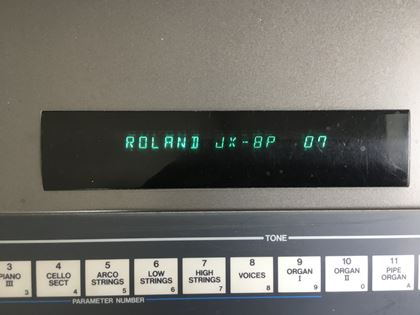 ROLAND JX-8P 07
TONE
3 4 5 6 7 8 9 10 11
PIANO III CELLO SECT ARCO STRINGS LOW STRINGS HIGH STRINGS VOICES ORGAN I ORGAN II PIPE ORGAN
3 4 5 6 7 8 9 0
PARAMETER NUMBER